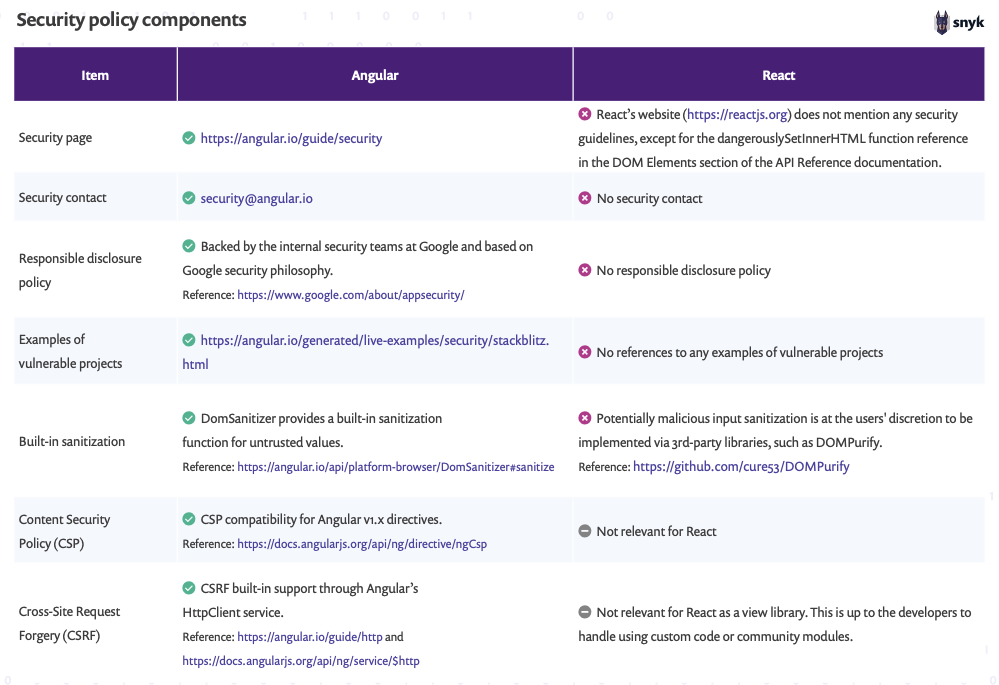 Security policy components
snyk
Item
Angular
React
Security page
https://angular.io/guide/security
React's website (https://reactjs.org) does not mention any security
guidelines, except for the dangerouslySetInnerHTML function reference
in the DOM Elements section of the API Reference documentation.
Security contact
security@angular.io
No security contact
Responsible disclosure
policy
Backed by the internal security teams at Google and based on
Google security philosophy.
Reference: https://www.google.com/about/appsecurity/
No responsible disclosure policy
Examples of
vulnerable projects
https://angular.io/generated/live-examples/security/stackblitz.
html
No references to any examples of vulnerable projects
Built-in sanitization
DomSanitizer provides a built-in sanitization
function for untrusted values.
Reference: https://angular.io/api/platform-browser/DomSanitizer#sanitize
Potentially malicious input sanitization is at the users' discretion to be
implemented via 3rd-party libraries, such as DOMPurify.
Reference: https://github.com/cure53/DOMPurify
Content Security
Policy (CSP)
CSP compatibility for Angular v1.x directives.
Reference: https://docs.angularjs.org/api/ng/directive/ngCsp
Not relevant for React
Cross-Site Request
Forgery (CSRF)
CSRF built-in support through Angular's
HttpClient service.
Reference: https://angular.io/guide/http and
https://docs.angularjs.org/api/ng/service/$http
Not relevant for React as a view library. This is up to the developers to
handle using custom code or community modules.